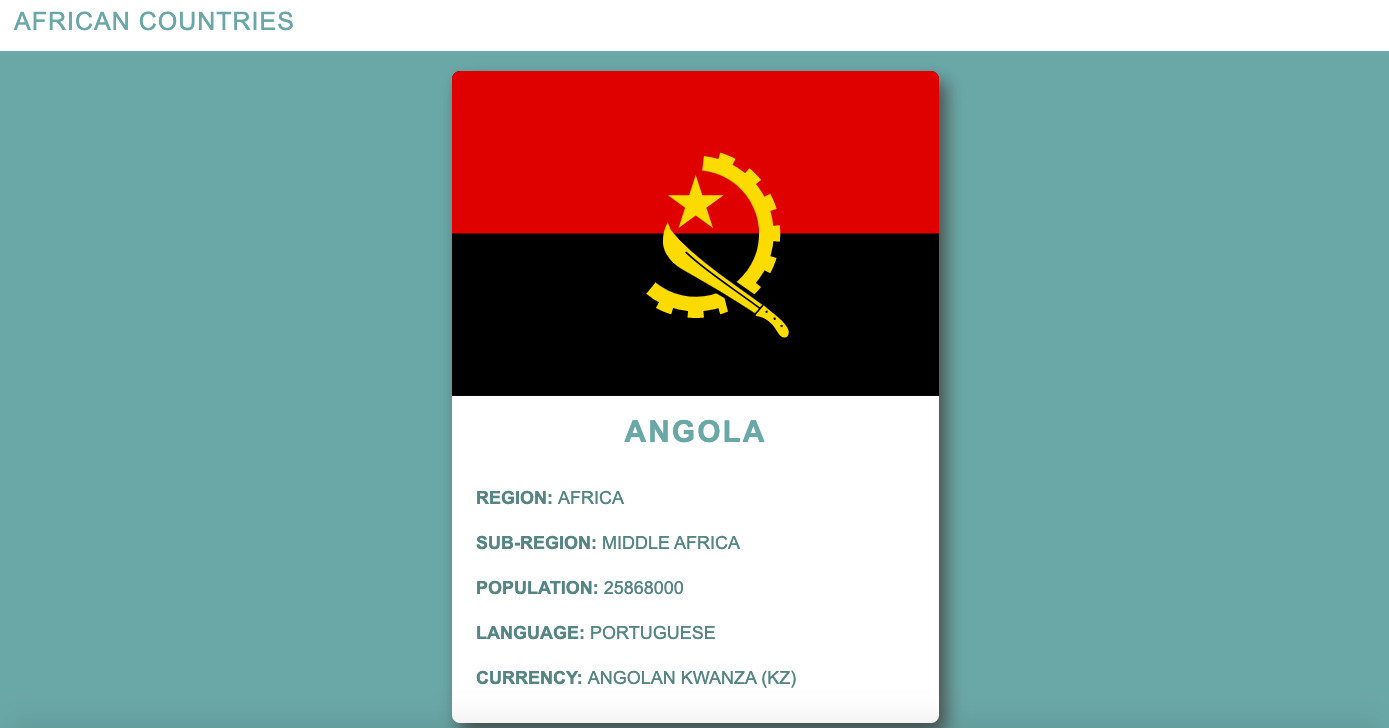 AFRICAN COUNTRIES
ANGOLA
REGION: AFRICA
SUB-REGION: MIDDLE AFRICA
POPULATION: 25868000
LANGUAGE: PORTUGUESE
CURRENCY: ANGOLAN KWANZA (KZ)